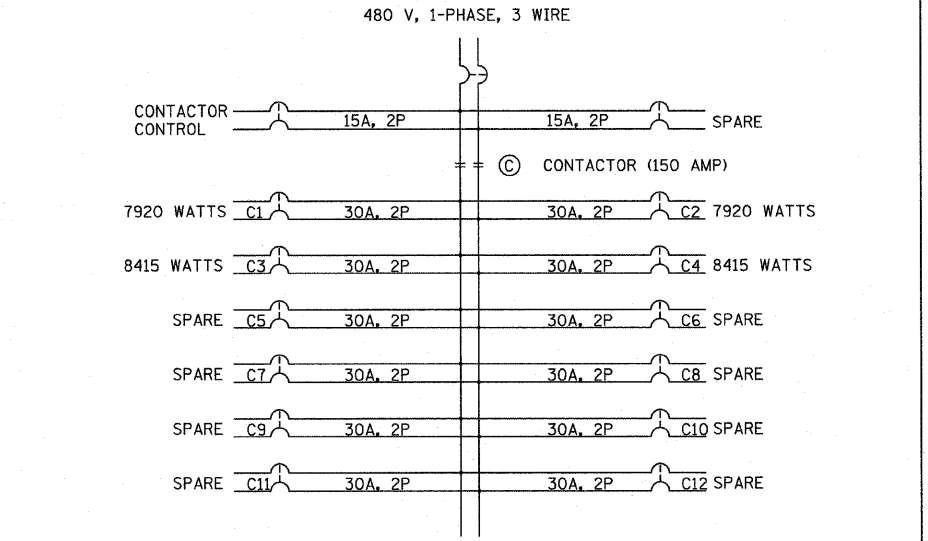 480 V, 1-PHASE, 3 WIRE
CONTACTOR CONTROL 15A, 2P 15A, 2P SPARE
C CONTACTOR (150 AMP)
7920 WATTS C1 30A, 2P 30A, 2P C2 7920 WATTS
8415 WATTS C3 30A, 2P 30A, 2P C4 8415 WATTS
SPARE C5 30A, 2P 30A, 2P C6 SPARE
SPARE C7 30A, 2P 30A, 2P C8 SPARE
SPARE C9 30A, 2P 30A, 2P C10 SPARE
SPARE C11 30A, 2P 30A, 2P C12 SPARE